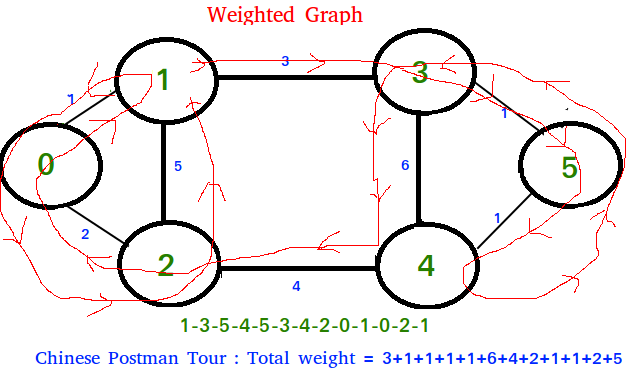 Weighted Graph
1 3 3
1 1
0 5 6 5
2 1
2 4
4
1-3-5-4-5-3-4-2-0-1-0-2-1
Chinese Postman Tour : Total weight = 3+1+1+1+1+6+4+2+1+1+2+5